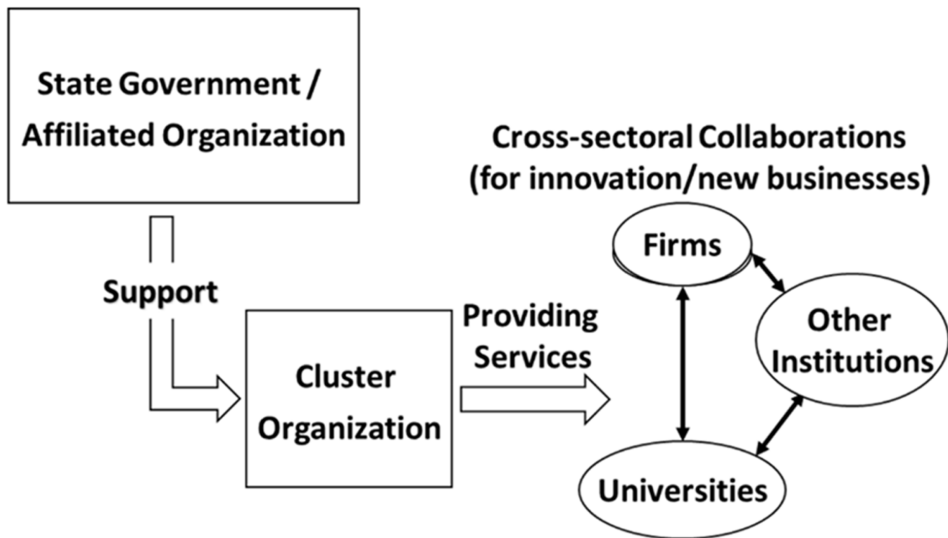 State Government /
Affiliated Organization
Support
Cluster
Organization
Providing
Services
Cross-sectoral Collaborations
(for innovation/new businesses)
Firms
Other
Institutions
Universities